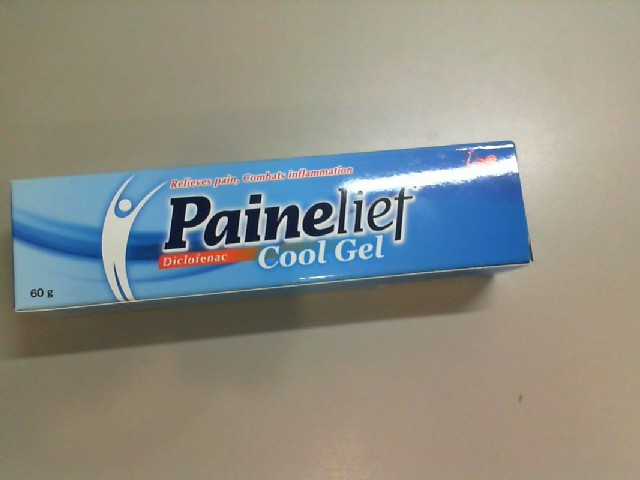 Relieves pain, Combats inflammation
Painelief
Diclofenac
Cool Gel
60 g